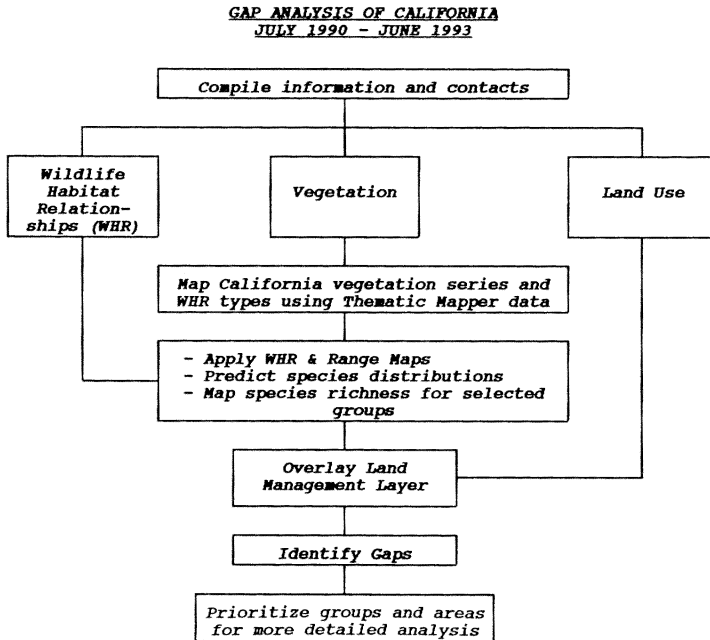 GAP ANALYSIS OF CALIFORNIA
JULY 1990 - JUNE 1993
Compile information and contacts
Wildlife
Habitat
Relation-
ships (WHR)
Vegetation
Land Use
Map California vegetation series and
WHR types using Thematic Mapper data
- Apply WHR & Range Maps
- Predict species distributions
- Map species richness for selected
groups
Overlay Land
Management Layer
Identify Gaps
Prioritize groups and areas
for more detailed analysis